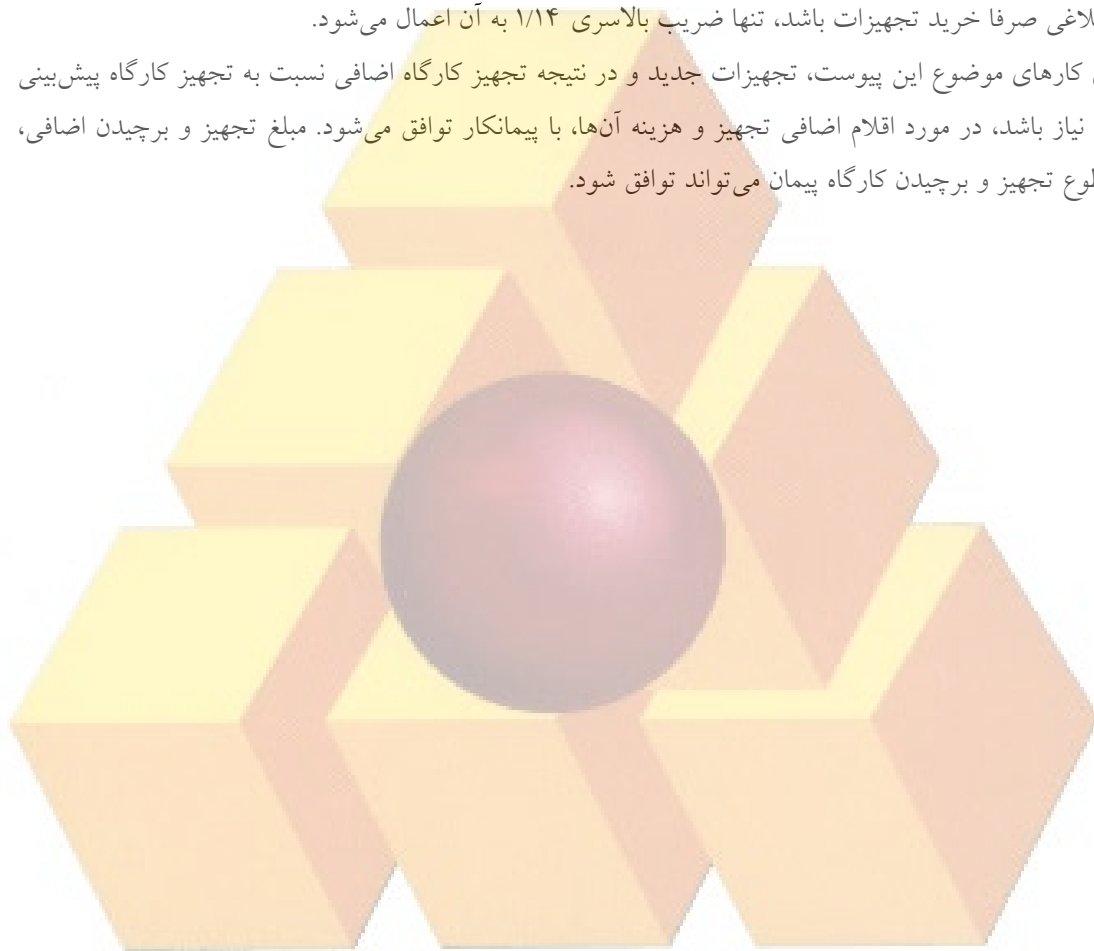 لاغی صرفا خرید تجهیزات باشد، تنها ضریب بالاسری ۱/۱۴ به آن اعمال می‌شود.
کارهای موضوع این پیوست، تجهیزات جدید و در نتیجه تجهیز کارگاه اضافی نسبت به تجهیز کارگاه پیش‌بینی
نیاز باشد، در مورد اقلام اضافی تجهیز و هزینه آن‌ها، با پیمانکار توافق می‌شود. مبلغ تجهیز و برچیدن اضافی،
طوع تجهیز و برچیدن کارگاه پیمان می‌تواند توافق شود.